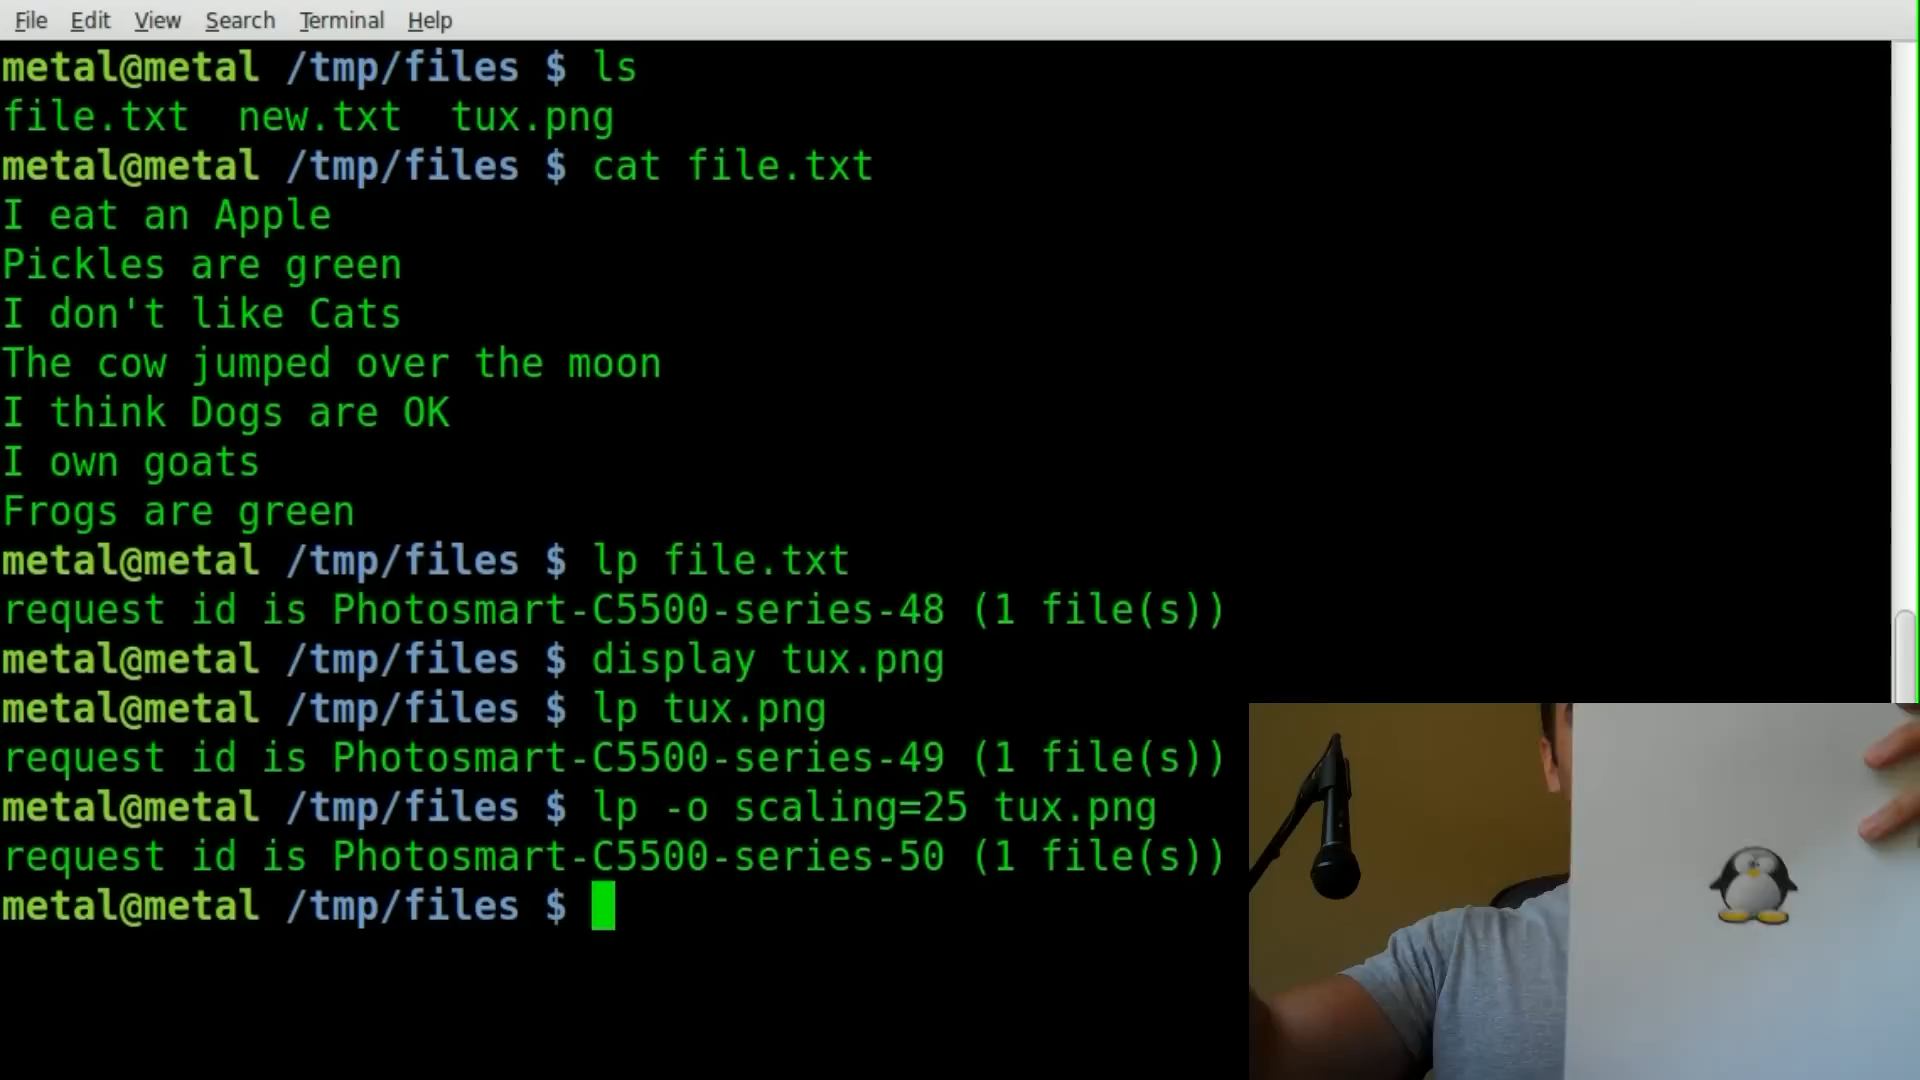 File Edit View Search Terminal Help
metal@metal /tmp/files $ ls
file.txt  new.txt  tux.png
metal@metal /tmp/files $ cat file.txt
I eat an Apple
Pickles are green
I don't like Cats
The cow jumped over the moon
I think Dogs are OK
I own goats
Frogs are green
metal@metal /tmp/files $ lp file.txt
request id is Photosmart-C5500-series-48 (1 file(s))
metal@metal /tmp/files $ display tux.png
metal@metal /tmp/files $ lp tux.png
request id is Photosmart-C5500-series-49 (1 file(s))
metal@metal /tmp/files $ lp -o scaling=25 tux.png
request id is Photosmart-C5500-series-50 (1 file(s))
metal@metal /tmp/files $